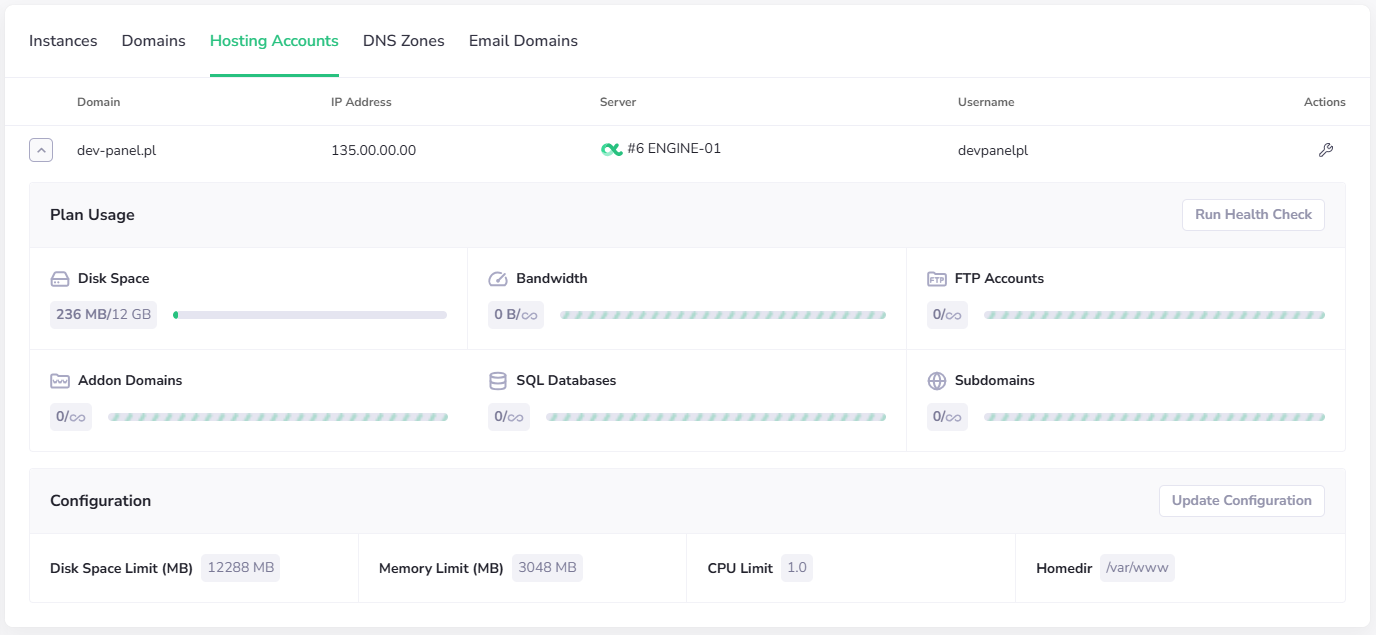 Instances Domains Hosting Accounts DNS Zones Email Domains
Domain IP Address Server Username Actions
dev-panel.pl 135.00.00.00 #6 ENGINE-01 devpanelpl
Plan Usage Run Health Check
Disk Space Bandwidth FTP Accounts
236 MB/12 GB 0 B/∞ FTP 0/∞
Addon Domains SQL Databases Subdomains
0/∞ 0/∞ 0/∞
Configuration Update Configuration
Disk Space Limit (MB) 12288 MB Memory Limit (MB) 3048 MB CPU Limit 1.0 Homedir /var/www